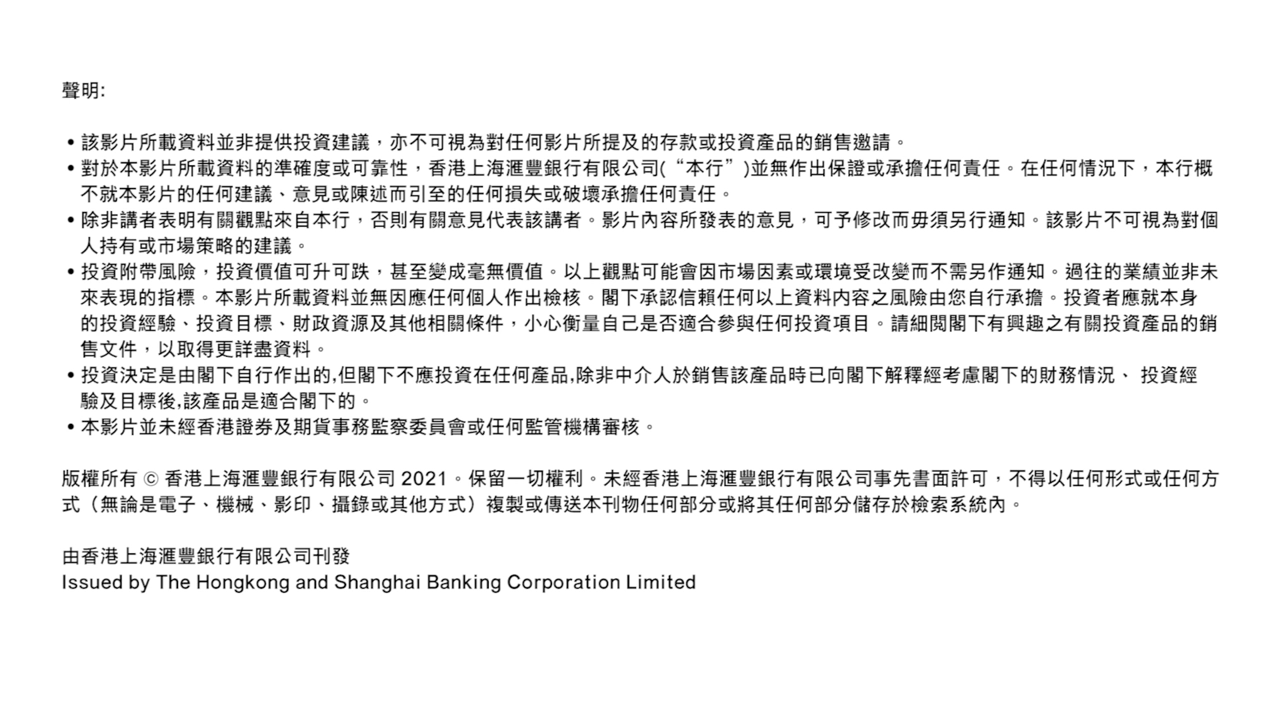 聲明:
• 該影片所載資料並非提供投資建議，亦不可視為對任何影片所提及的存款或投資產品的銷售邀請。
• 對於本影片所載資料的準確度或可靠性，香港上海滙豐銀行有限公司(“本行”)並無作出保證或承擔任何責任。在任何情況下，本行概
不就本影片的任何建議、意見或陳述而引至的任何損失或破壞承擔任何責任。
• 除非講者表明有關觀點來自本行，否則有關意見代表該講者。影片內容所發表的意見，可予修改而毋須另行通知。該影片不可視為對個
人持有或市場策略的建議。
• 投資附帶風險，投資價值可升可跌，甚至變成毫無價值。以上觀點可能會因市場因素或環境受改變而不需另作通知。過往的業績並非未
來表現的指標。本影片所載資料並無因應任何個人作出檢核。閣下承認信賴任何以上資料内容之風險由您自行承擔。投資者應就本身
的投資經驗、投資目標、財政資源及其他相關條件，小心衡量自己是否適合參與任何投資項目。請細閱閣下有興趣之有關投資產品的銷
售文件，以取得更詳盡資料。
• 投資決定是由閣下自行作出的,但閣下不應投資在任何產品,除非中介人於銷售該產品時已向閣下解釋經考慮閣下的財務情況、 投資經
驗及目標後,該產品是適合閣下的。
• 本影片並未經香港證券及期貨事務監察委員會或任何監管機構審核。
版權所有 © 香港上海滙豐銀行有限公司 2021。保留一切權利。未經香港上海滙豐銀行有限公司事先書面許可，不得以任何形式或任何方
式（無論是電子、機械、影印、攝錄或其他方式）複製或傳送本刊物任何部分或將其任何部分儲存於檢索系統內。
由香港上海滙豐銀行有限公司刊發
Issued by The Hongkong and Shanghai Banking Corporation Limited